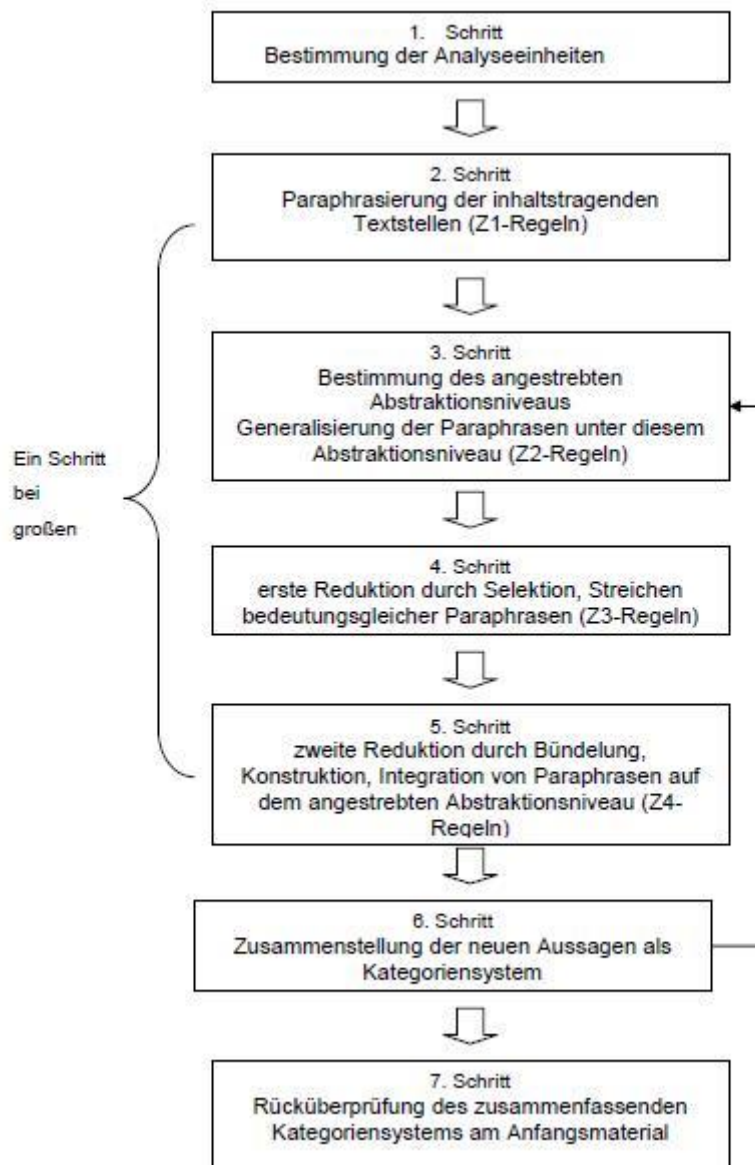 1. Schritt
Bestimmung der Analyseeinheiten
2. Schritt
Paraphrasierung der inhaltstragenden
Textstellen (Z1-Regeln)
3. Schritt
Bestimmung des angestrebten
Abstraktionsniveaus
Generalisierung der Paraphrasen unter diesem
Abstraktionsniveau (Z2-Regeln)
Ein Schritt
bei
großen
4. Schritt
erste Reduktion durch Selektion, Streichen
bedeutungsgleicher Paraphrasen (Z3-Regeln)
5. Schritt
zweite Reduktion durch Bündelung,
Konstruktion, Integration von Paraphrasen auf
dem angestrebten Abstraktionsniveau (Z4-
Regeln)
6. Schritt
Zusammenstellung der neuen Aussagen als
Kategoriensystem
7. Schritt
Rücküberprüfung des zusammenfassenden
Kategoriensystems am Anfangsmaterial